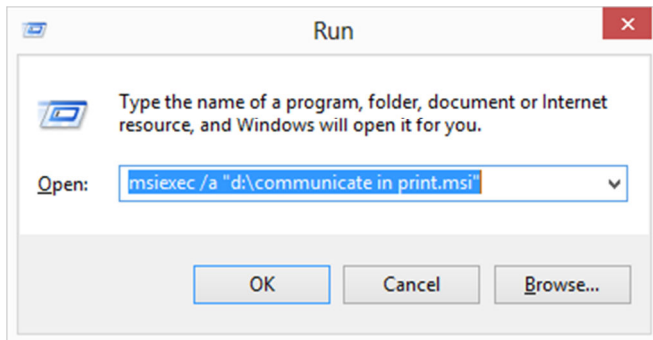 Run
Type the name of a program, folder, document or Internet
resource, and Windows will open it for you.
Open: msiexec /a "d:\communicate in print.msi"
OK Cancel Browse...